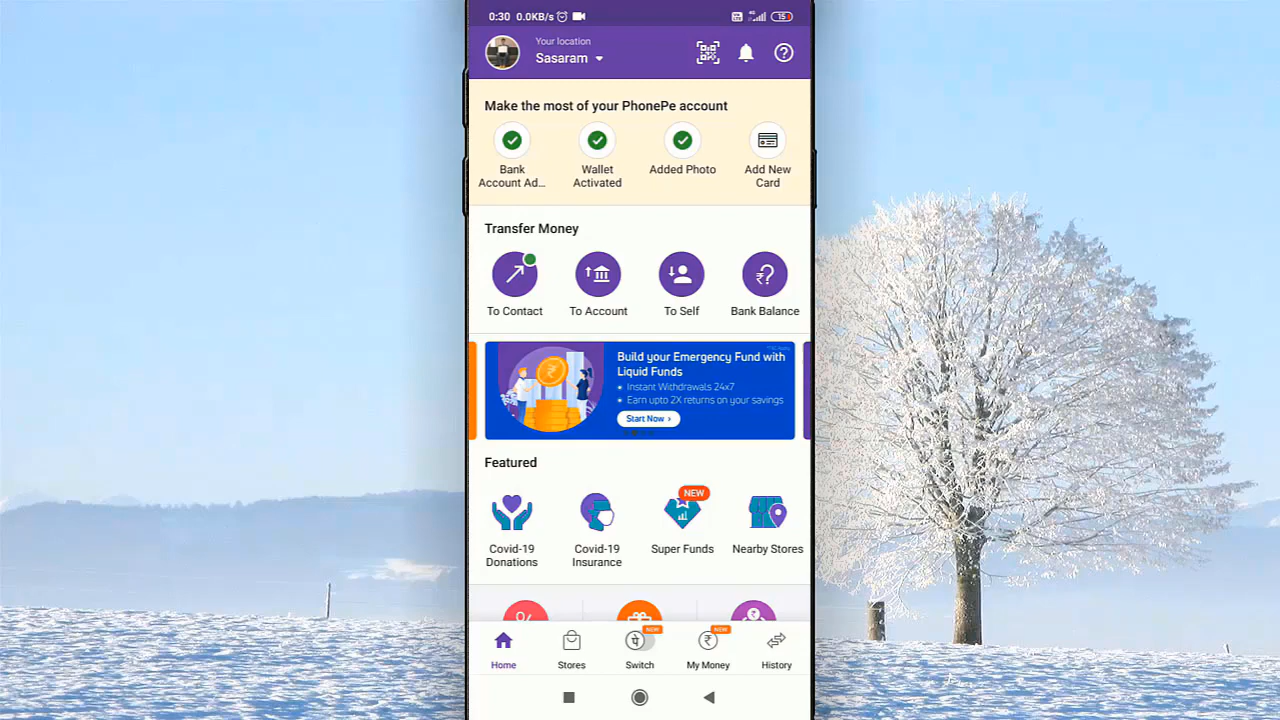 0:30 0.0KB/s 4G 15
Your location
Sasaram
Make the most of your PhonePe account
Bank
Account Ad...
Wallet
Activated
Added Photo
Add New
Card
Transfer Money
To Contact
To Account
To Self
Bank Balance
Build your Emergency Fund with
Liquid Funds
Instant Withdrawals 24x7
Earn upto 2X returns on your savings
Start Now ›
Featured
Covid-19
Donations
Covid-19
Insurance
NEW
Super Funds
Nearby Stores
Home
Stores
पे
NEW
Switch
NEW
₹
My Money
History